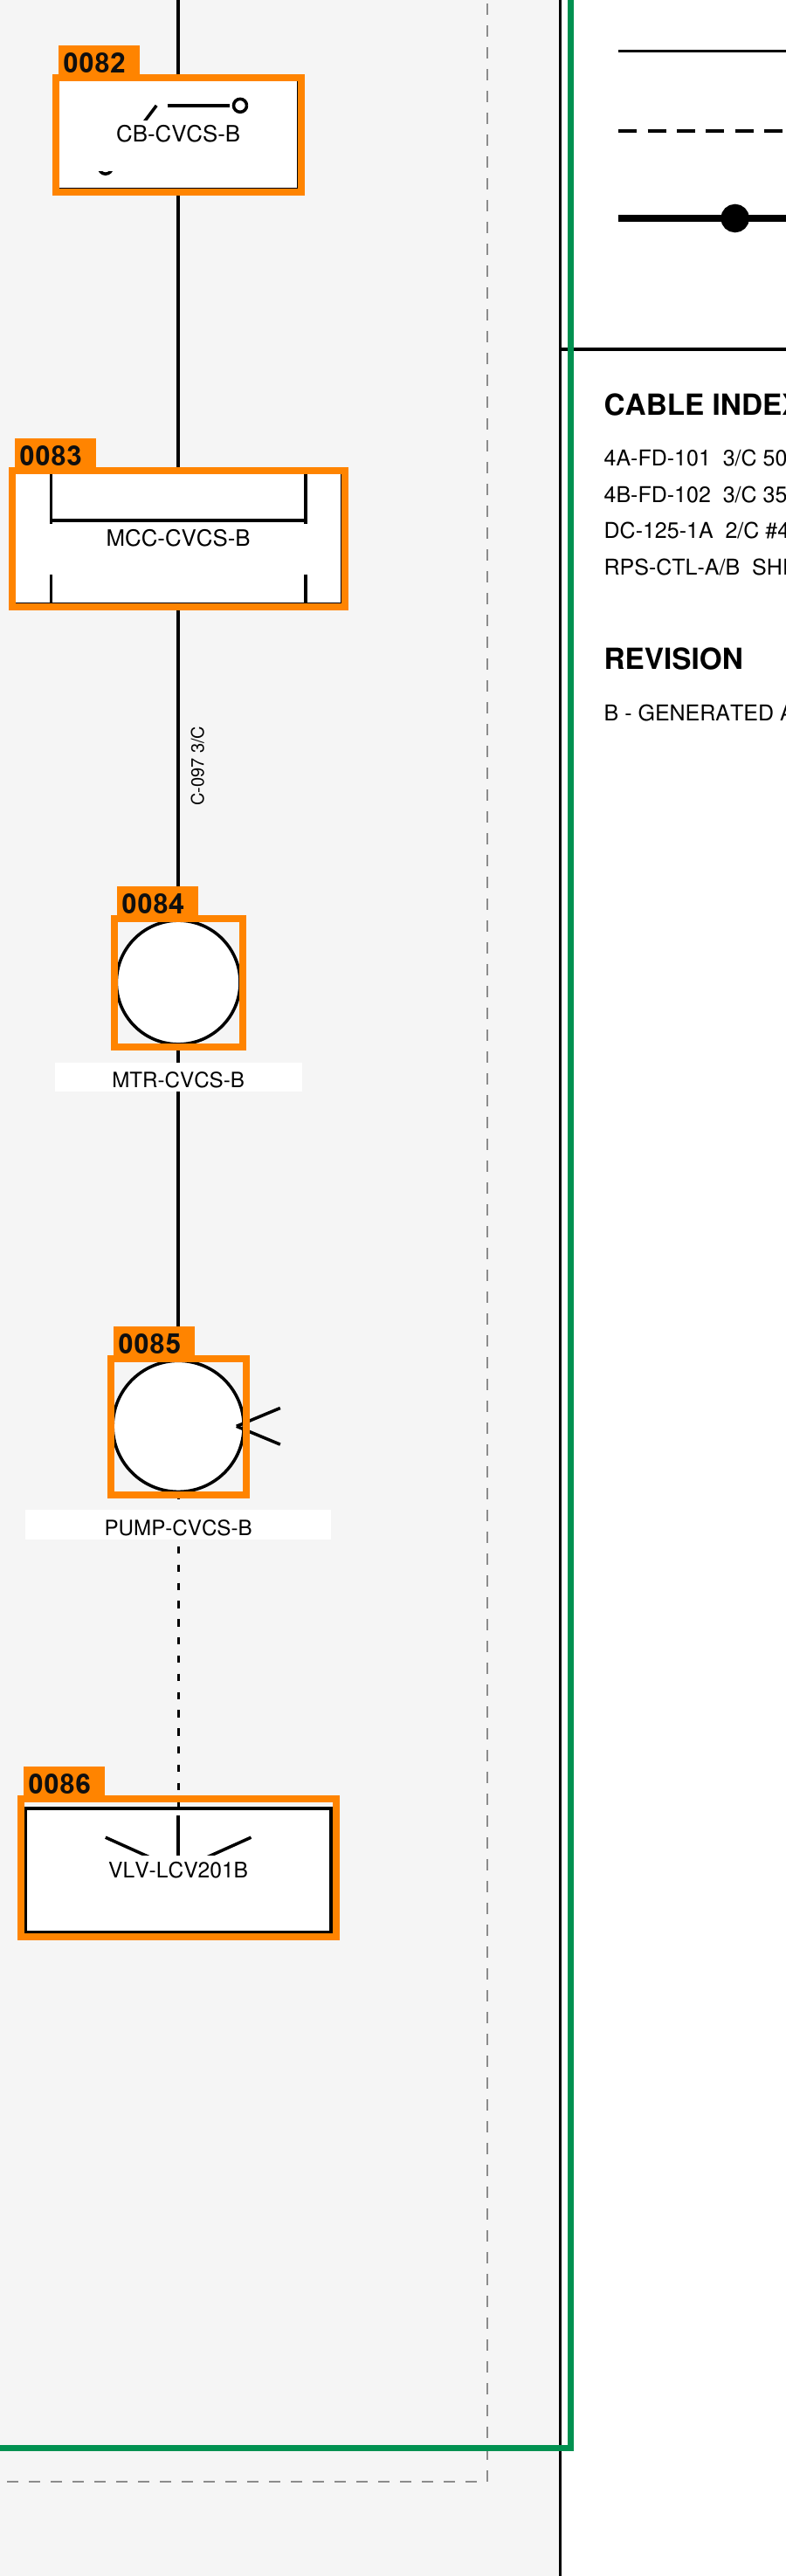 0082
CB-CVCS-B
0083
MCC-CVCS-B
C-097 3/C
0084
MTR-CVCS-B
0085
PUMP-CVCS-B
0086
VLV-LCV201B
CABLE INDEX
4A-FD-101 3/C 50
4B-FD-102 3/C 35
DC-125-1A 2/C #4
RPS-CTL-A/B SH
REVISION
B - GENERATED